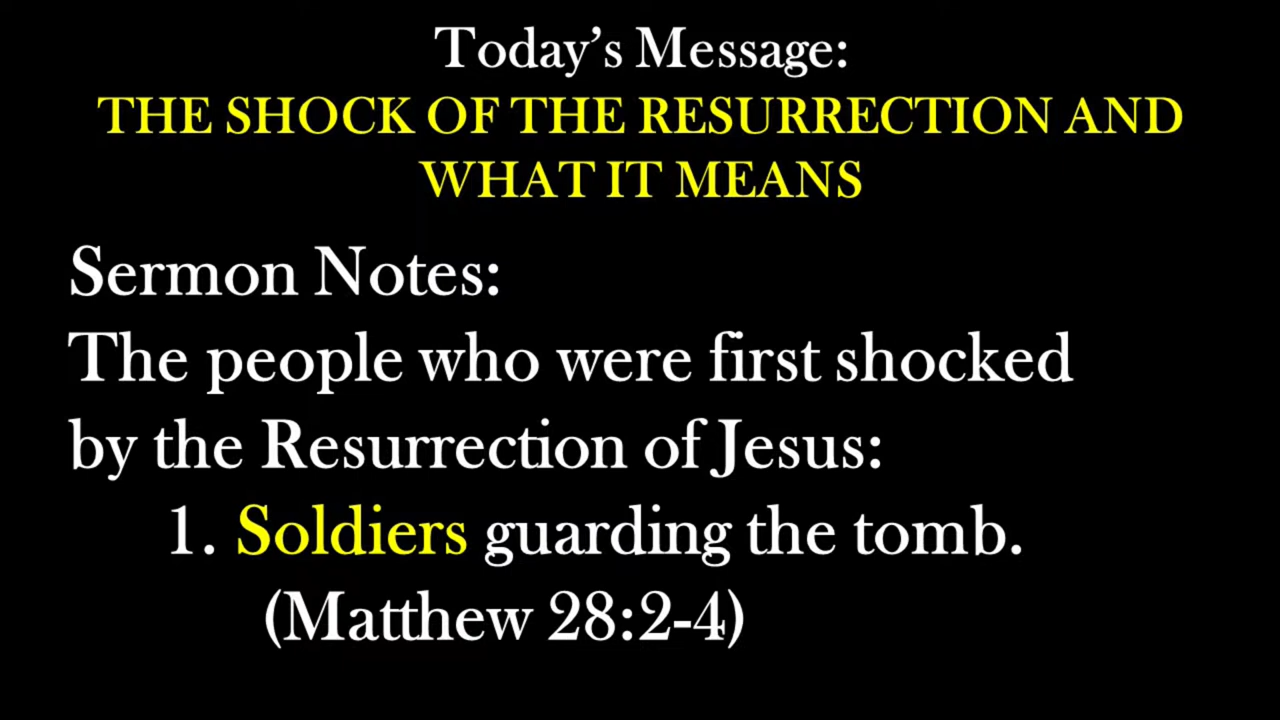 Today’s Message:
THE SHOCK OF THE RESURRECTION AND
WHAT IT MEANS
Sermon Notes:
The people who were first shocked
by the Resurrection of Jesus:
1. Soldiers guarding the tomb.
(Matthew 28:2-4)